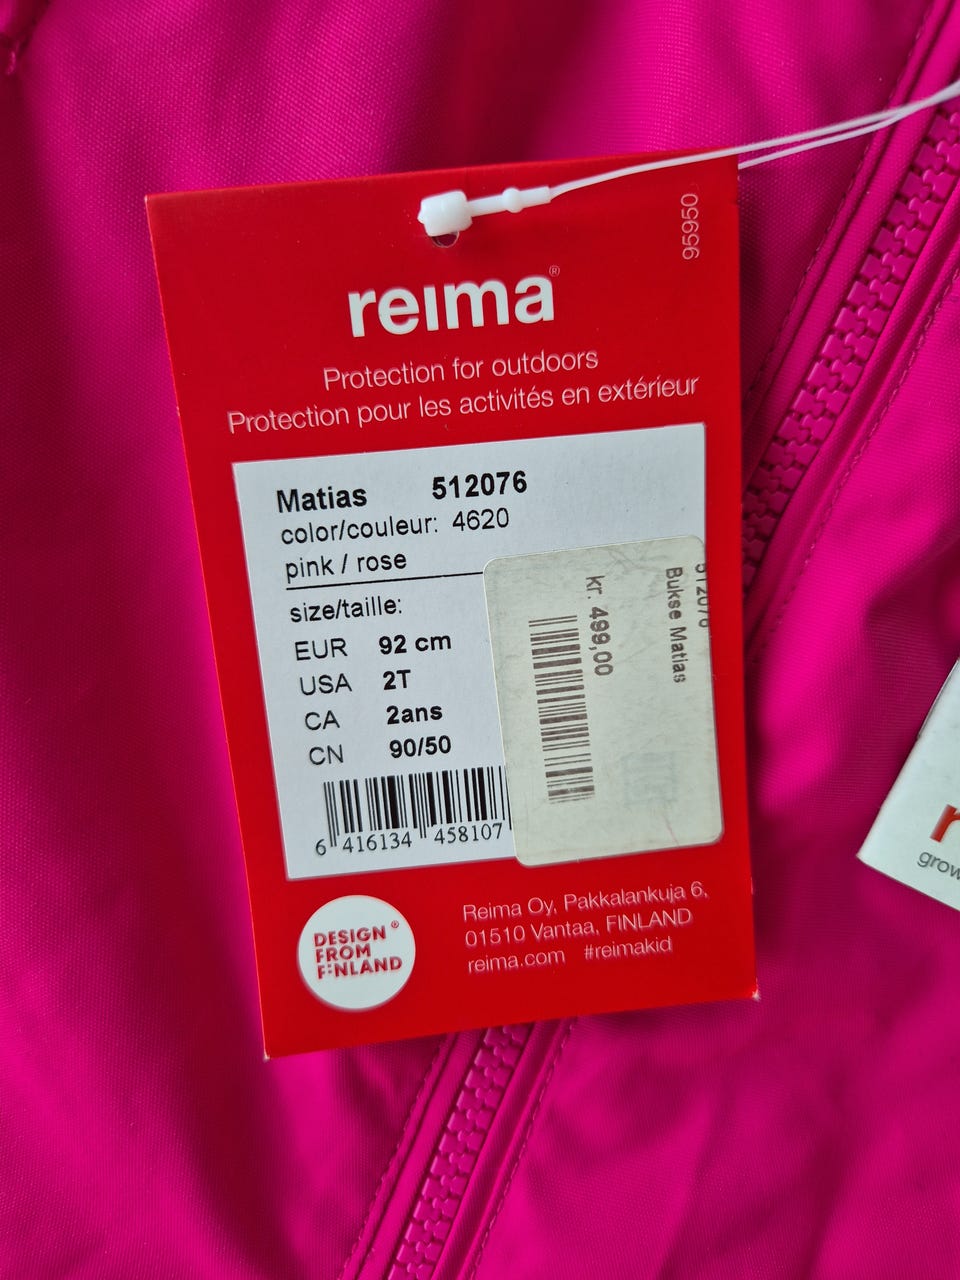 95950
reima®
Protection for outdoors
Protection pour les activités en extérieur
Matias 512076
color/couleur: 4620
pink / rose
size/taille:
EUR 92 cm
USA 2T
CA 2ans
CN 90/50
6 416134 458107
512076
Bukse Matias
kr. 499,00
DESIGN ®
FROM
FINLAND
Reima Oy, Pakkalankuja 6,
01510 Vantaa, FINLAND
reima.com #reimakid